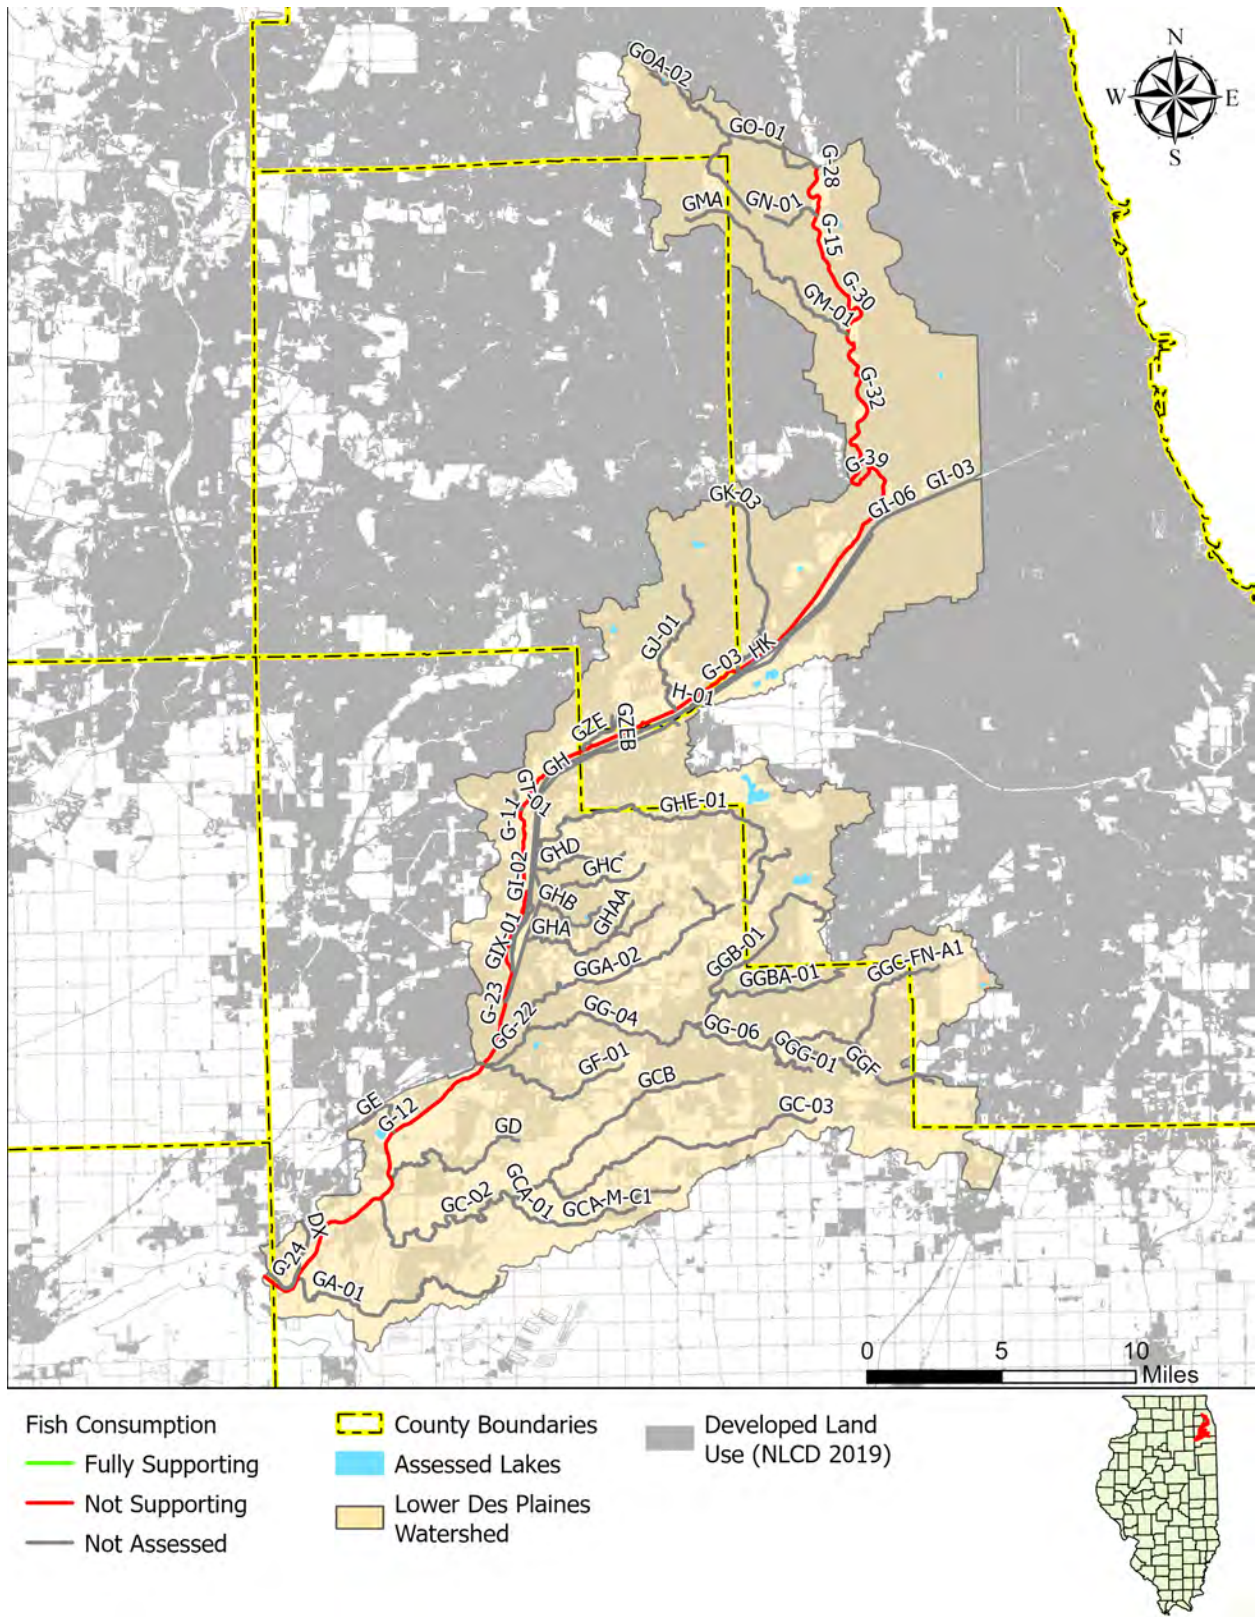 N
W
E
S
GOA-02
GO-01
G-28
GMA
GN-01
G-15
G-30
GM-01
G-32
G-39
GK-03
GI-06
GI-03
GJ-01
G-03
HK
H-01
GZE
GZEB
GH
GT-01
G-11
GHE-01
GHD
GHC
GI-02
GHB
GHAA
GHA
GIX-01
GGA-02
GGB-01
GGBA-01
GGC-FN-A1
G-23
GG-22
GG-04
GG-06
GGG-01
GGF
GF-01
GCB
GE
G-12
GC-03
GD
GCA-01
GC-02
GCA-M-C1
DX
G-24
GA-01
0 5 10
Miles
Fish Consumption
Fully Supporting
Not Supporting
Not Assessed
County Boundaries
Assessed Lakes
Lower Des Plaines
Watershed
Developed Land
Use (NLCD 2019)